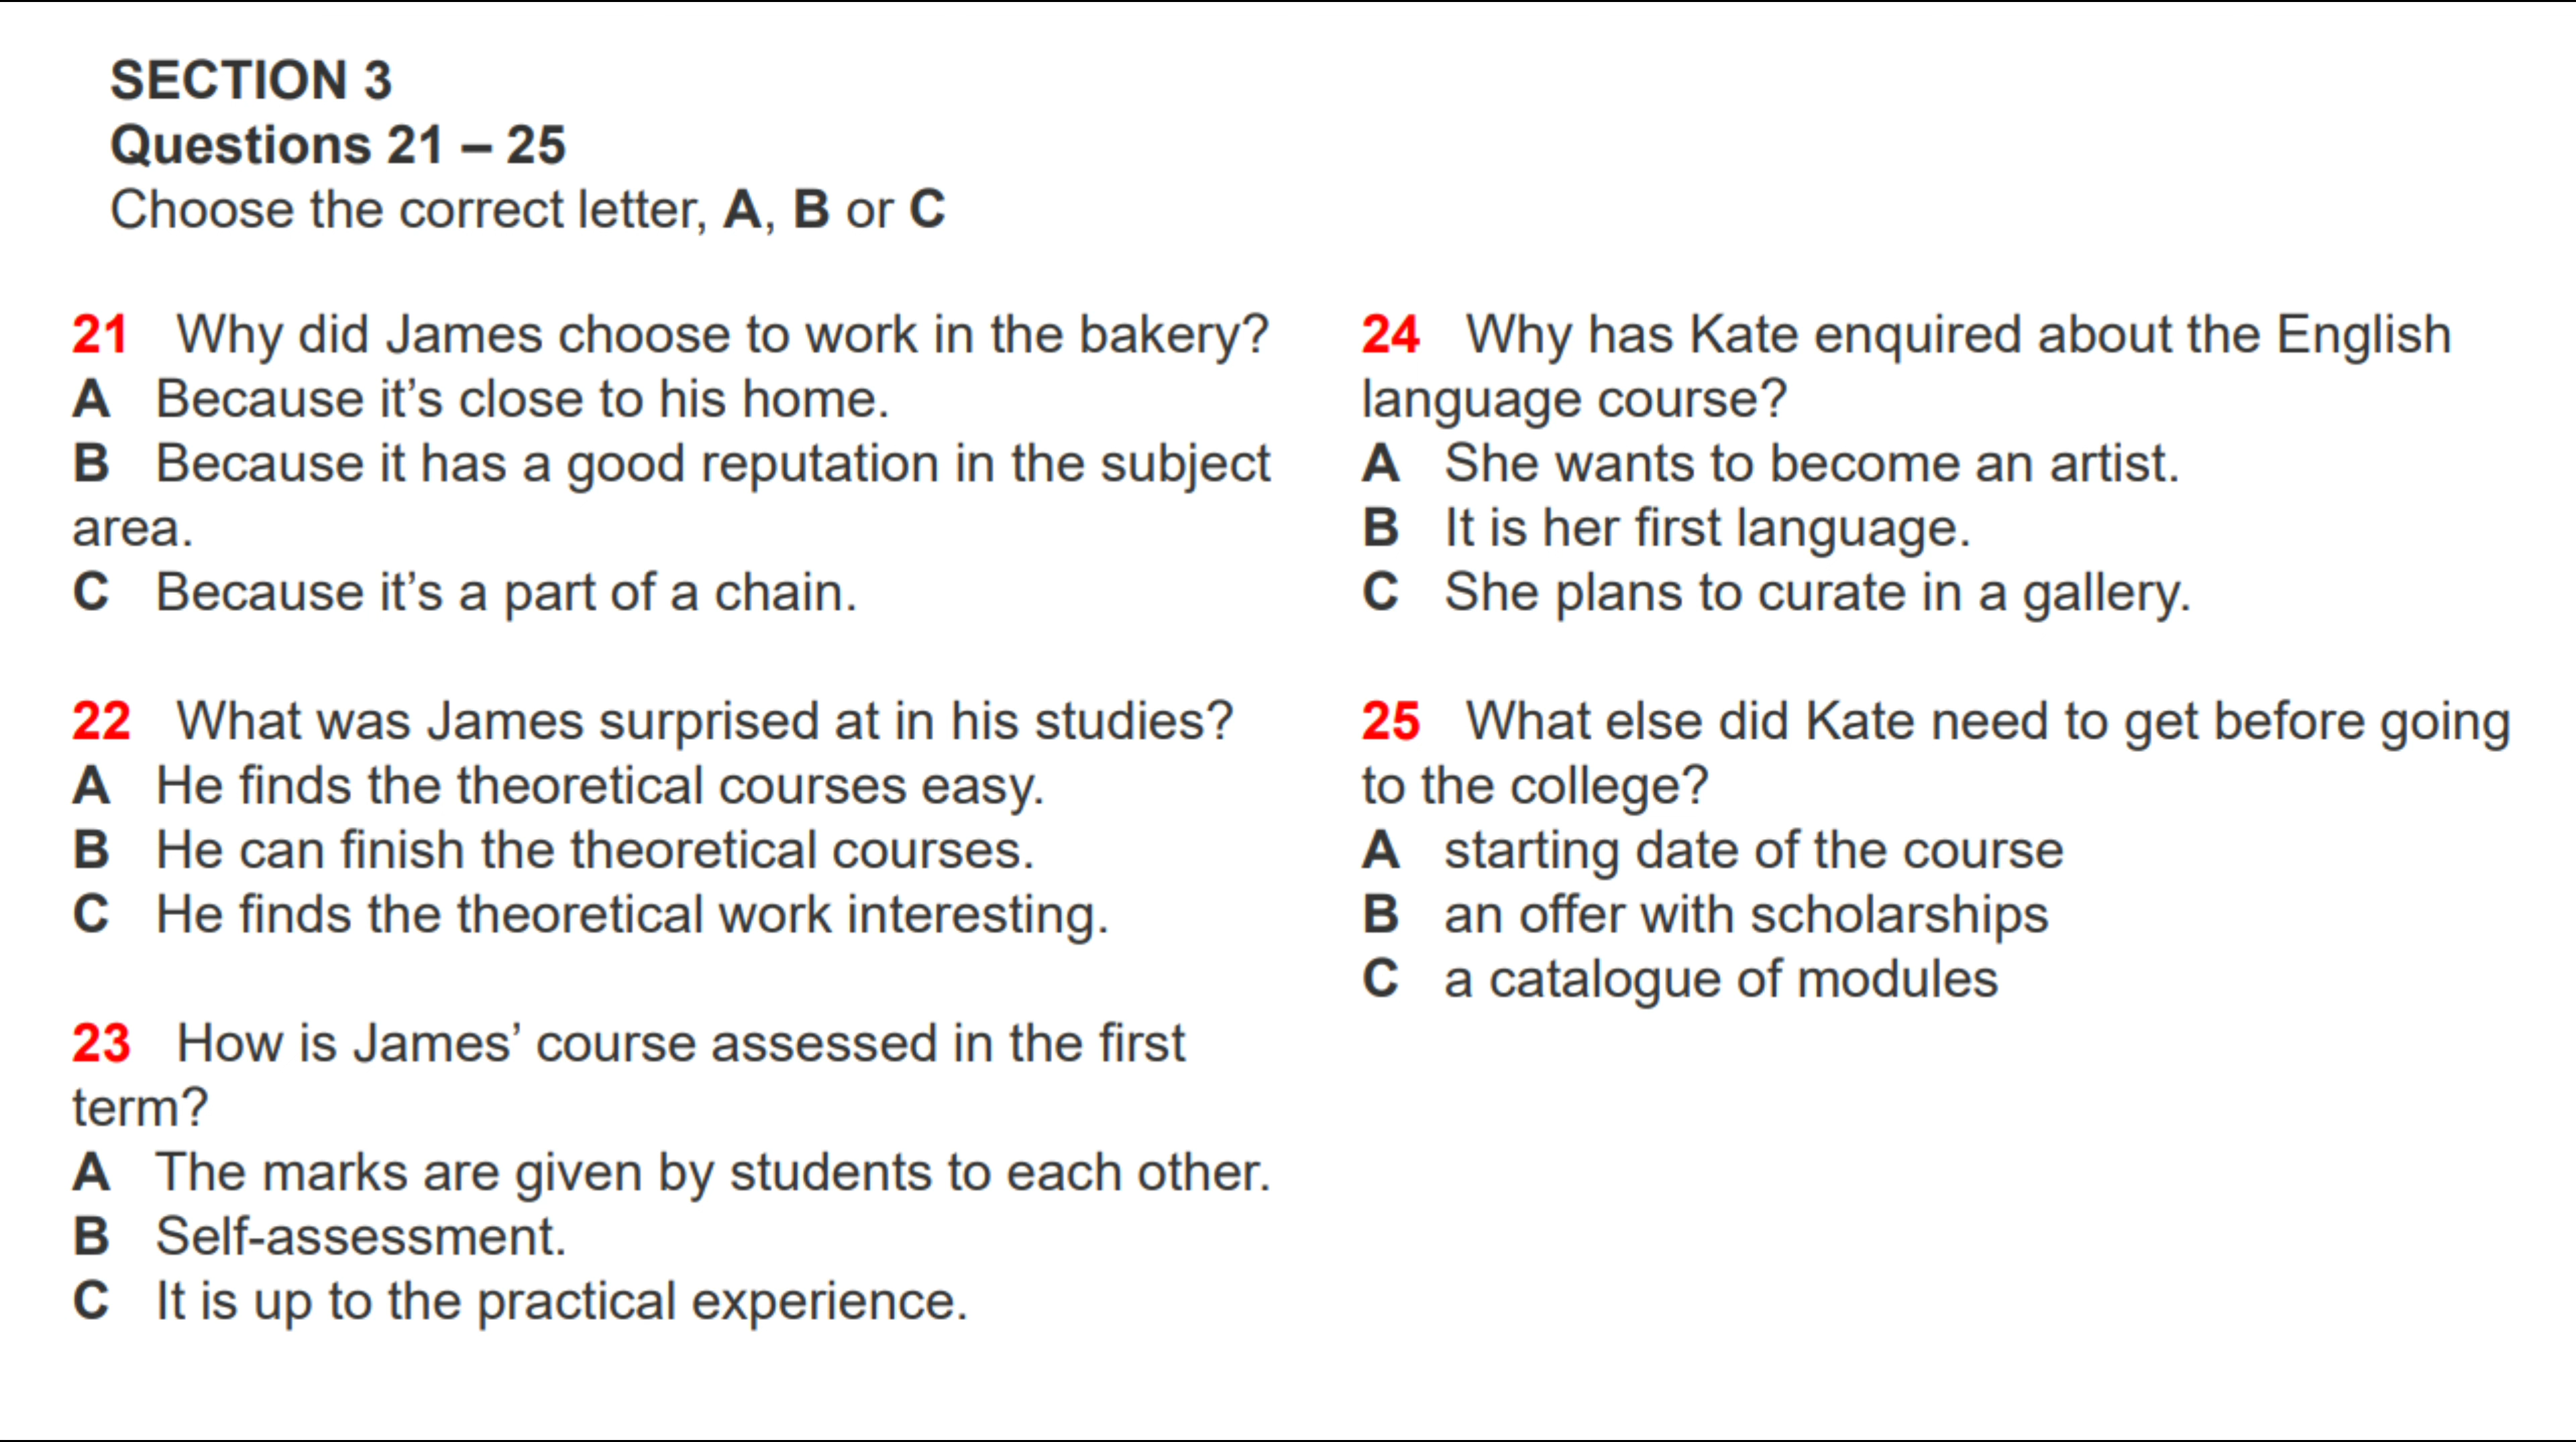 SECTION 3
Questions 21 – 25
Choose the correct letter, A, B or C
21 Why did James choose to work in the bakery?
A Because it’s close to his home.
B Because it has a good reputation in the subject
area.
C Because it’s a part of a chain.
22 What was James surprised at in his studies?
A He finds the theoretical courses easy.
B He can finish the theoretical courses.
C He finds the theoretical work interesting.
23 How is James’ course assessed in the first
term?
A The marks are given by students to each other.
B Self-assessment.
C It is up to the practical experience.
24 Why has Kate enquired about the English
language course?
A She wants to become an artist.
B It is her first language.
C She plans to curate in a gallery.
25 What else did Kate need to get before going
to the college?
A starting date of the course
B an offer with scholarships
C a catalogue of modules